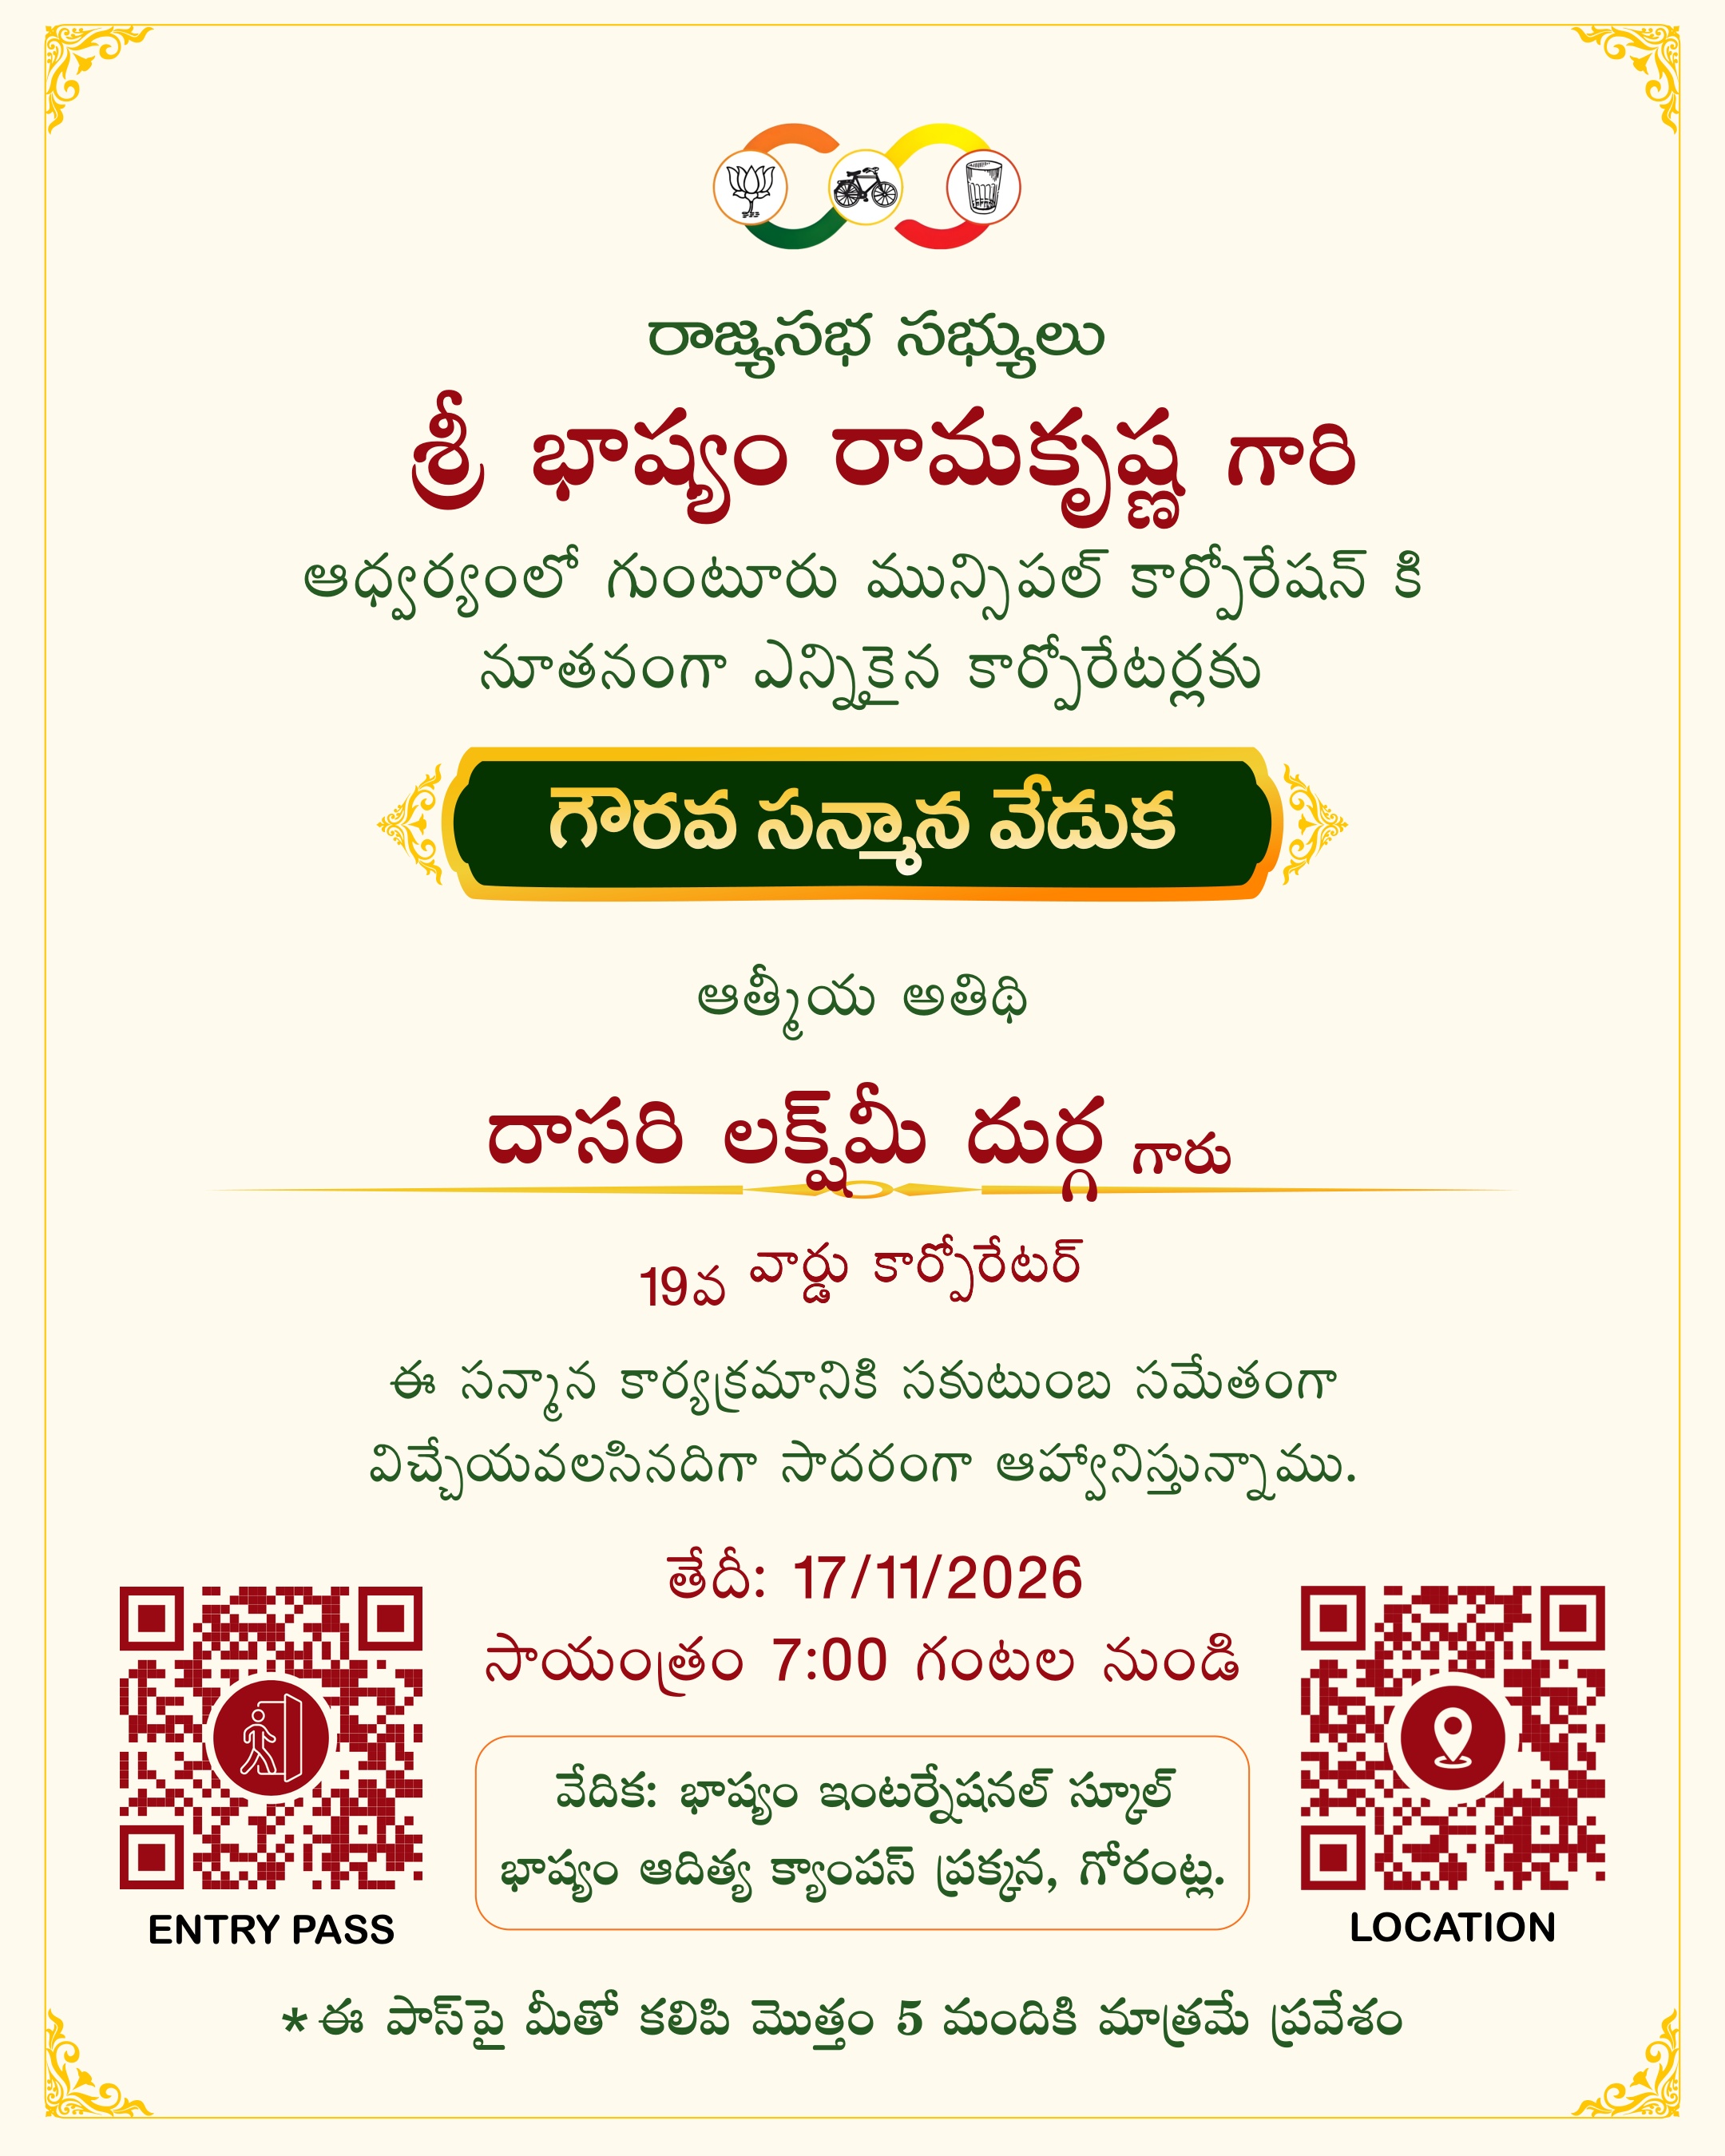 రాజ్యసభ సభ్యులు
శ్రీ భాష్యం రామకృష్ణ గారి
ఆధ్వర్యంలో గుంటూరు మున్సిపల్ కార్పోరేషన్ కి
నూతనంగా ఎన్నికైన కార్పోరేటర్లకు
గౌరవ సన్మాన వేడుక
ఆత్మీయ అతిథి
దాసరి లక్ష్మీ దుర్గ గారు
19వ వార్డు కార్పోరేటర్
ఈ సన్మాన కార్యక్రమానికి సకుటుంబ సమేతంగా
విచ్చేయవలసినదిగా సాదరంగా ఆహ్వానిస్తున్నాము.
తేదీ: 17/11/2026
సాయంత్రం 7:00 గంటల నుండి
వేదిక: భాష్యం ఇంటర్నేషనల్ స్కూల్
భాష్యం ఆదిత్య క్యాంపస్ ప్రక్కన, గోరంట్ల.
ENTRY PASS
LOCATION
*ఈ పాస్‌పై మీతో కలిపి మొత్తం 5 మందికి మాత్రమే ప్రవేశం